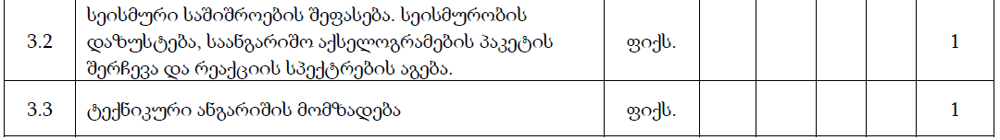 სეისმური საშიშროების შეფასება. სეისმურობის
3.2 დაზუსტება, საანგარიშო აქსელოგრამების პაკეტის ფიქს. 1
შერჩევა და რეაქციის სპექტრების აგება.
3.3 ტექნიკური ანგარიშის მომზადება ფიქს. 1